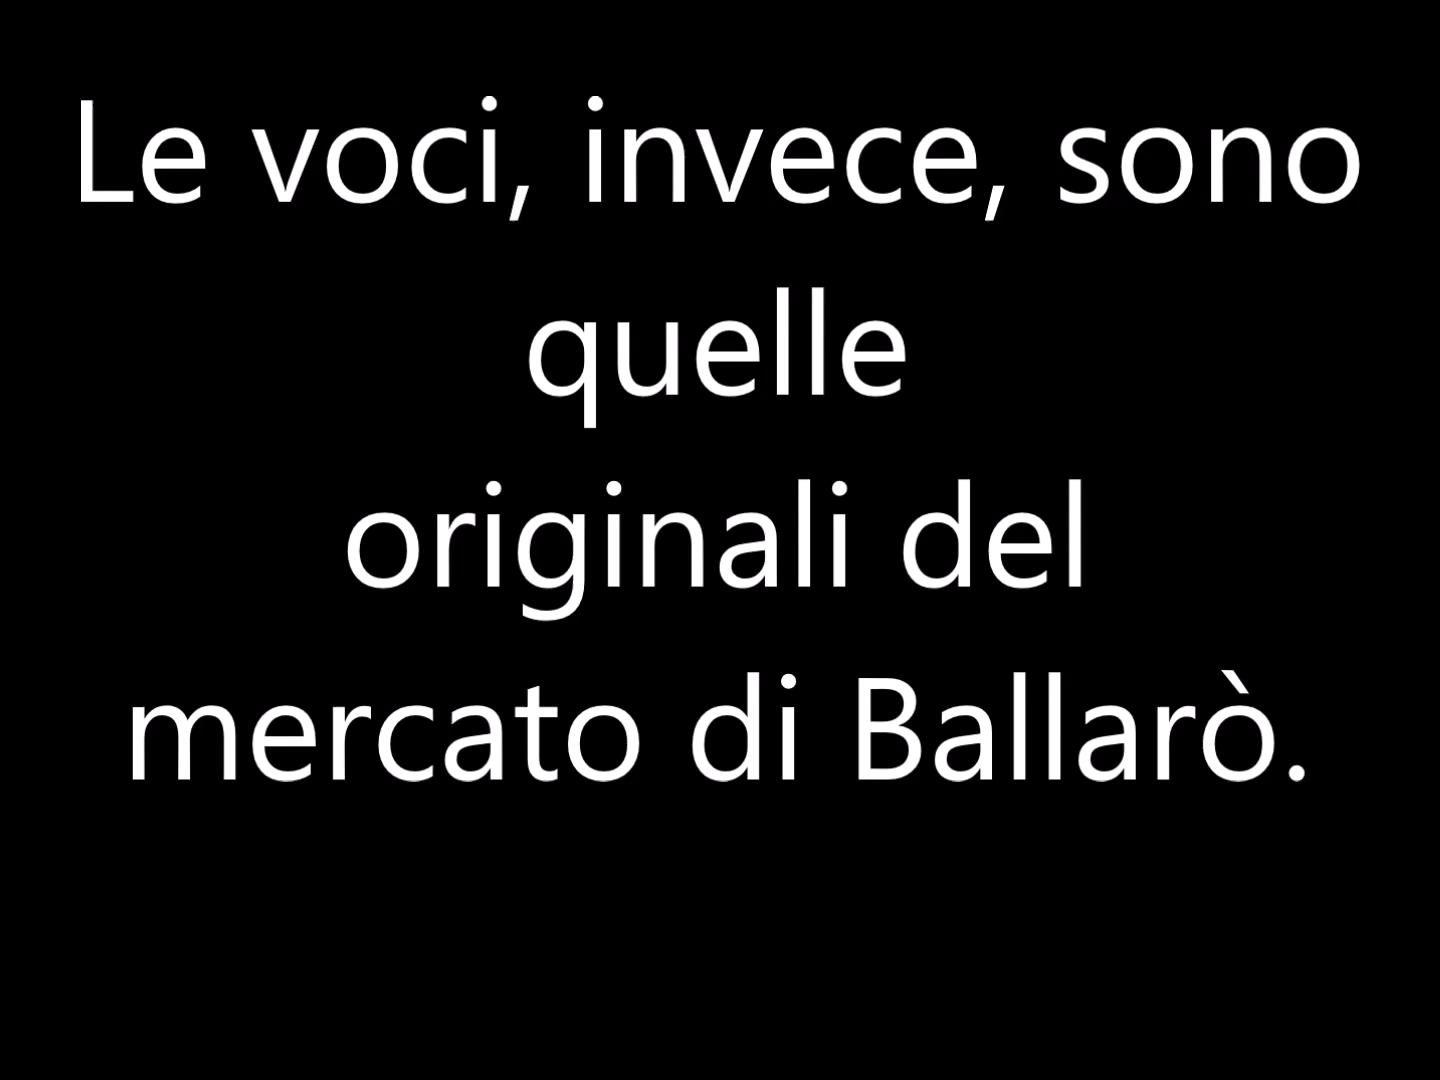 Le voci, invece, sono
quelle
originali del
mercato di Ballarò.